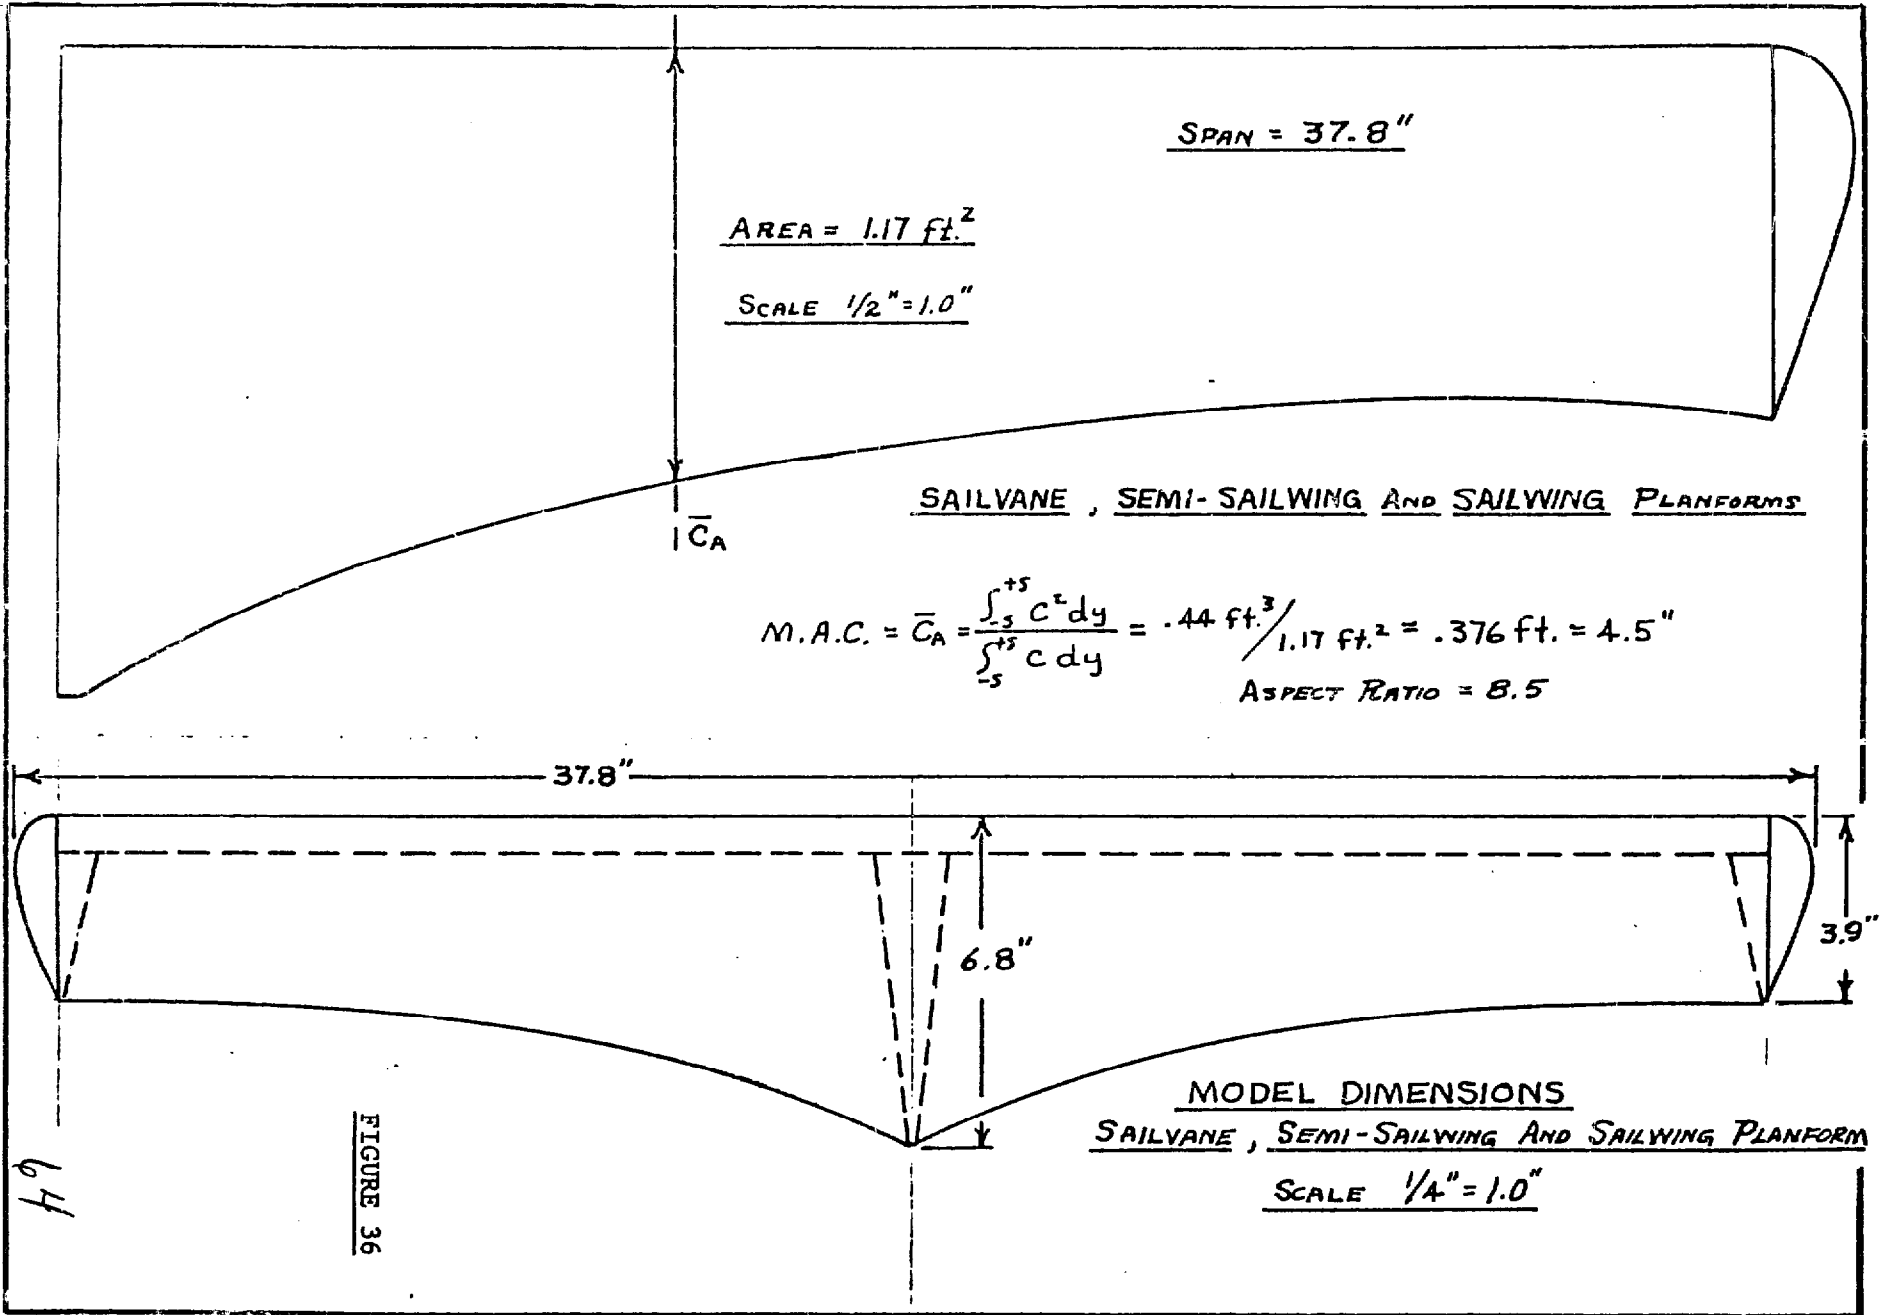 SPAN = 37.8"
AREA = 1.17 ft.²
SCALE 1/2" = 1.0"
C̅A
SAILVANE , SEMI-SAILWING AND SAILWING PLANFORMS
M.A.C. = C̅A = ∫-s+s C² dy / ∫-s+s C dy = .44 ft.³/1.17 ft.² = .376 ft. = 4.5"
ASPECT RATIO = 8.5
37.8"
6.8"
3.9"
MODEL DIMENSIONS
SAILVANE , SEMI-SAILWING AND SAILWING PLANFORM
SCALE 1/4" = 1.0"
FIGURE 36
64